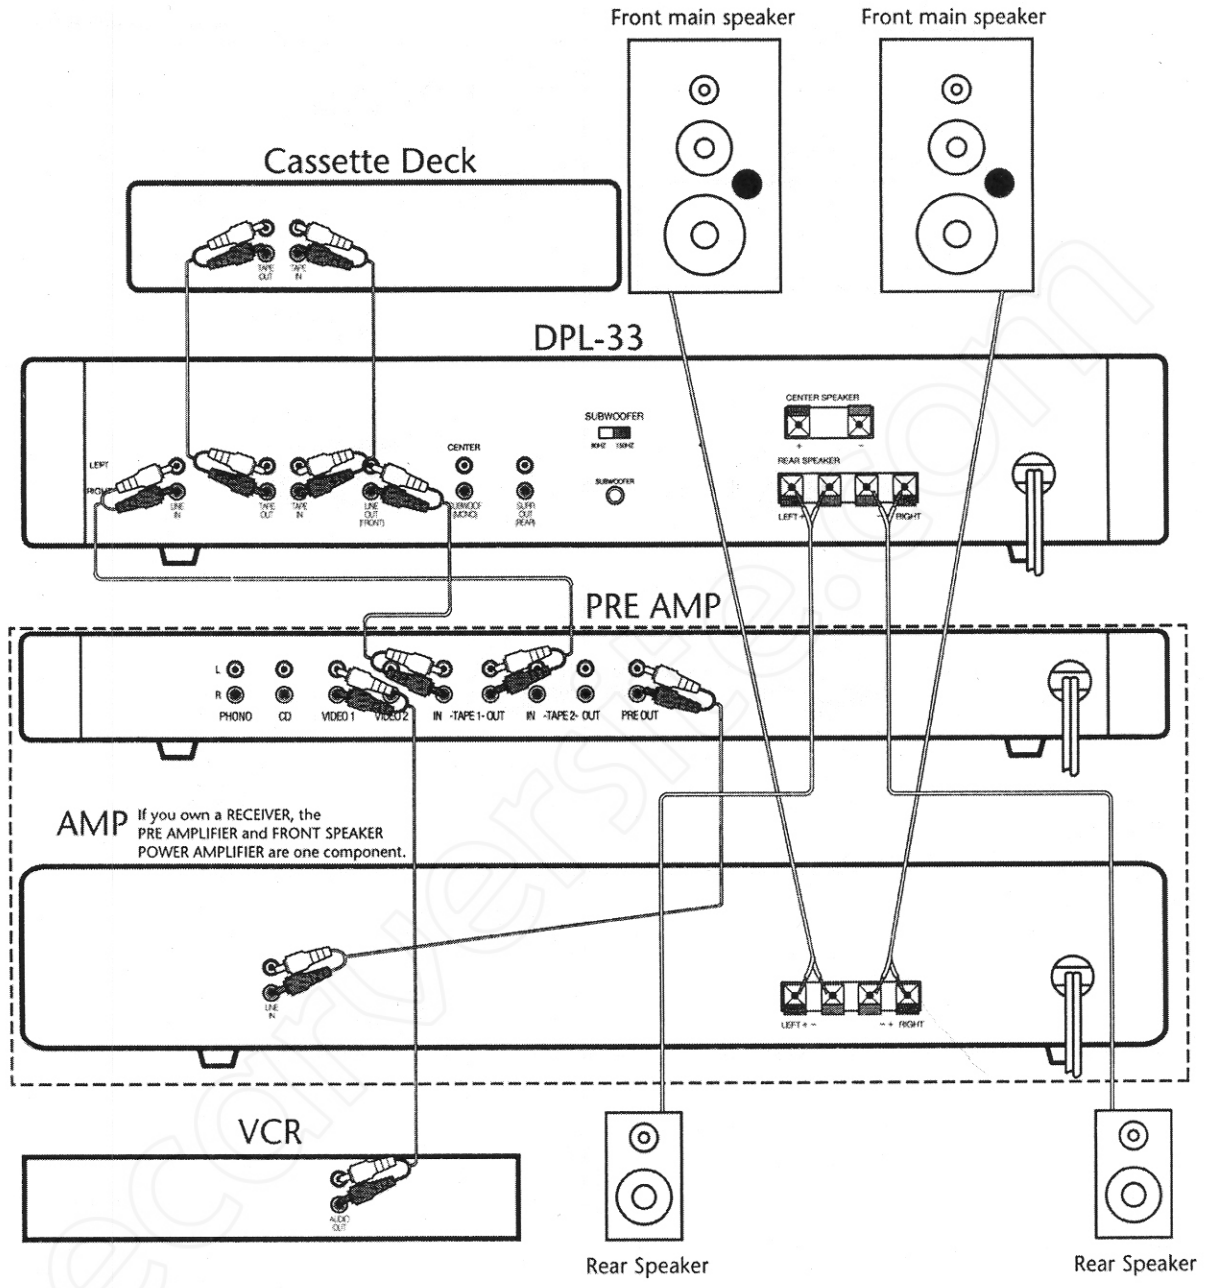 Front main speaker
Front main speaker
Cassette Deck
TAPE OUT
TAPE IN
DPL-33
CENTER SPEAKER
+ -
SUBWOOFER
80HZ 150HZ
CENTER
REAR SPEAKER
LEFT
RIGHT
SUBWOOFER
LINE IN
TAPE OUT
TAPE IN
LINE OUT (FRONT)
SUBWOOF (MONO)
SURR OUT (REAR)
LEFT + - + RIGHT
PRE AMP
L
R
PHONO CD VIDEO 1 VIDEO 2 IN -TAPE 1- OUT IN -TAPE 2- OUT PRE OUT
AMP
If you own a RECEIVER, the
PRE AMPLIFIER and FRONT SPEAKER
POWER AMPLIFIER are one component.
LINE IN
LEFT + - - + RIGHT
VCR
AUDIO OUT
Rear Speaker
Rear Speaker
ecarversite.com